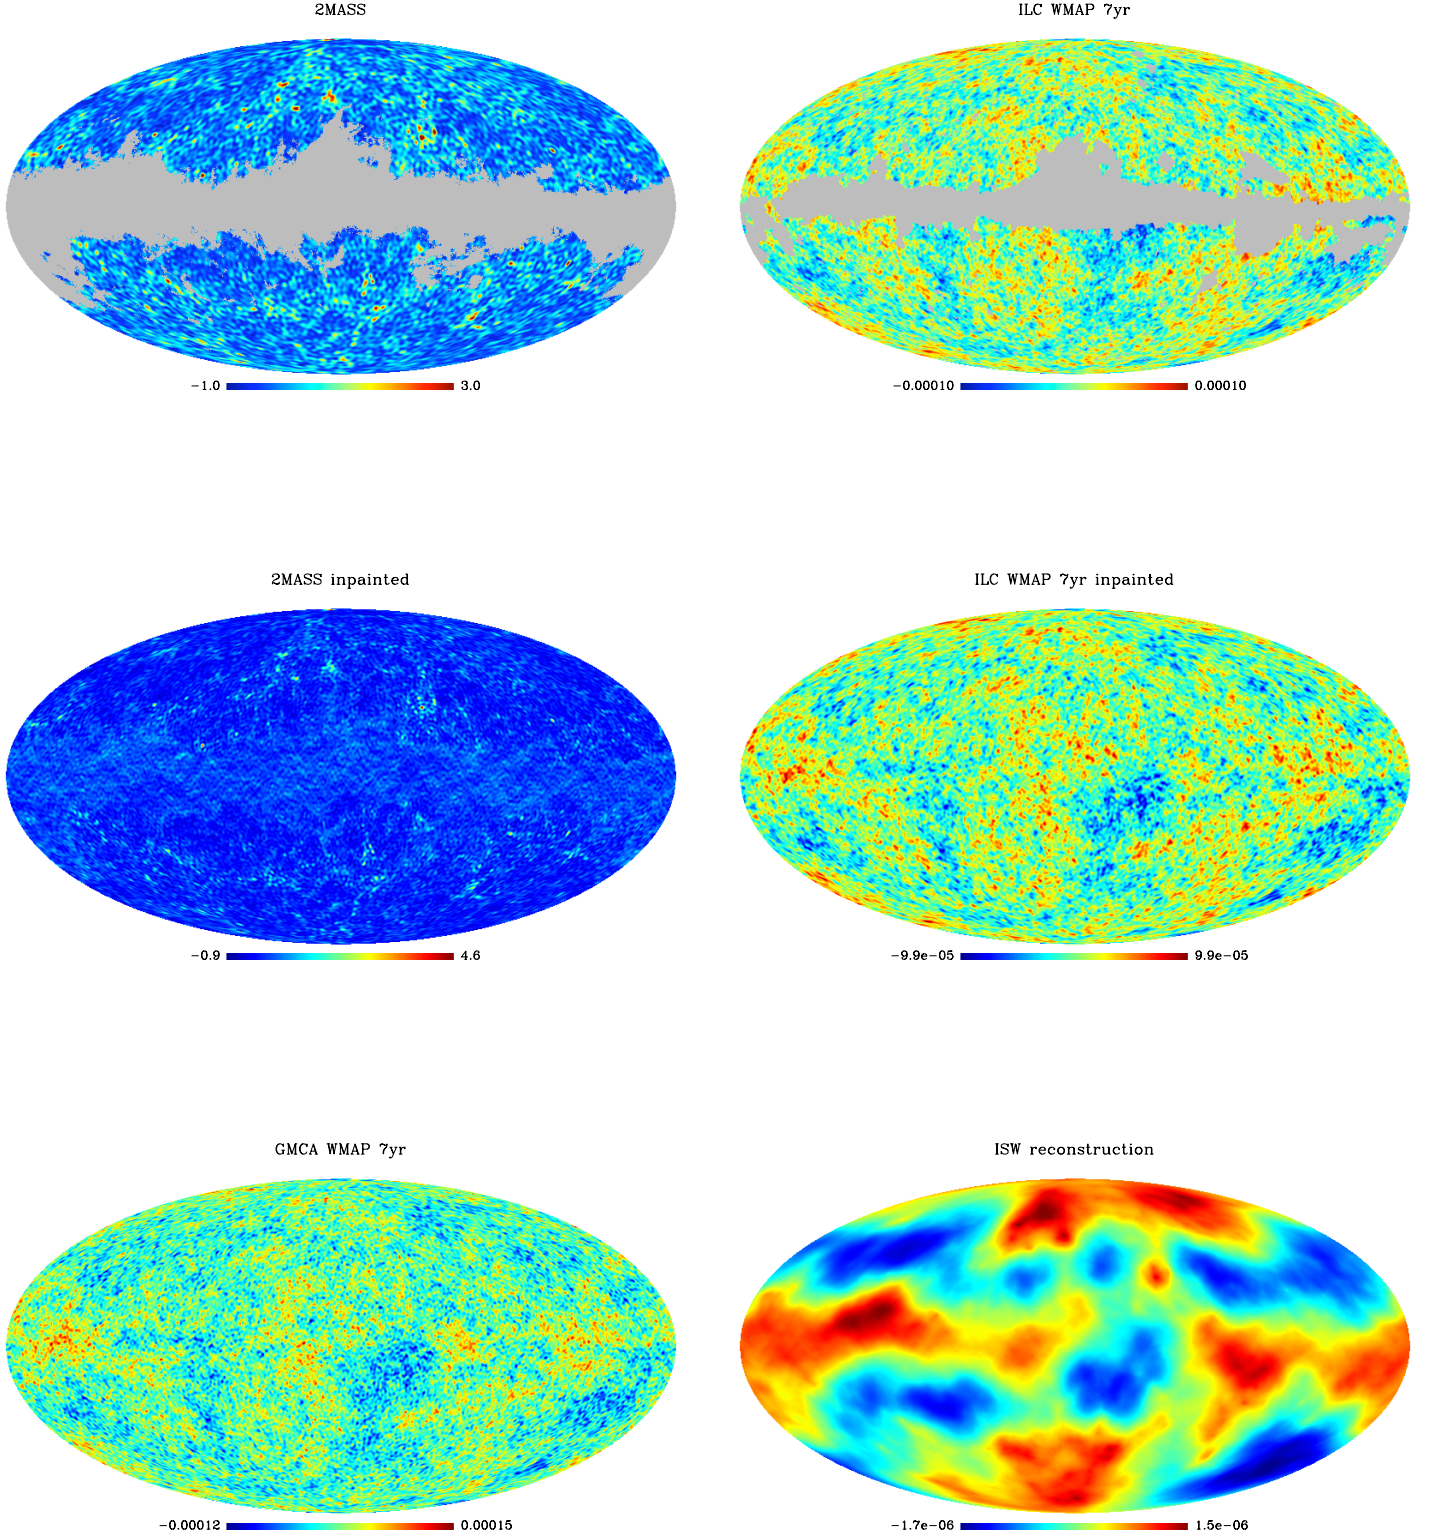 2MASS
ILC WMAP 7yr
-1.0 3.0
-0.00010 0.00010
2MASS inpainted
ILC WMAP 7yr inpainted
-0.9 4.6
-9.9e-05 9.9e-05
GMCA WMAP 7yr
ISW reconstruction
-0.00012 0.00015
-1.7e-06 1.5e-06